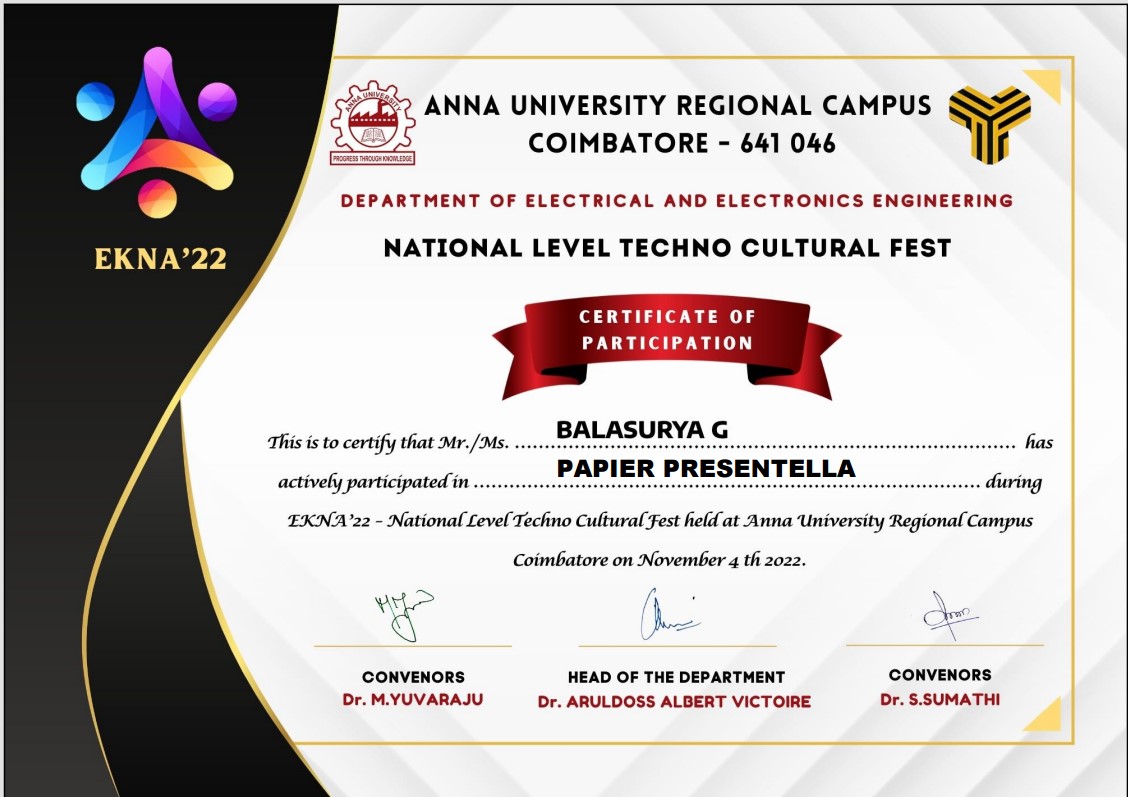 ANNA UNIVERSITY
PROGRESS THROUGH KNOWLEDGE
ANNA UNIVERSITY REGIONAL CAMPUS
COIMBATORE - 641 046
DEPARTMENT OF ELECTRICAL AND ELECTRONICS ENGINEERING
EKNA'22
NATIONAL LEVEL TECHNO CULTURAL FEST
CERTIFICATE OF
PARTICIPATION
This is to certify that Mr./Ms. BALASURYA G has
actively participated in PAPIER PRESENTELLA during
EKNA'22 - National Level Techno Cultural Fest held at Anna University Regional Campus
Coimbatore on November 4 th 2022.
CONVENORS
Dr. M.YUVARAJU
HEAD OF THE DEPARTMENT
Dr. ARULDOSS ALBERT VICTOIRE
CONVENORS
Dr. S.SUMATHI